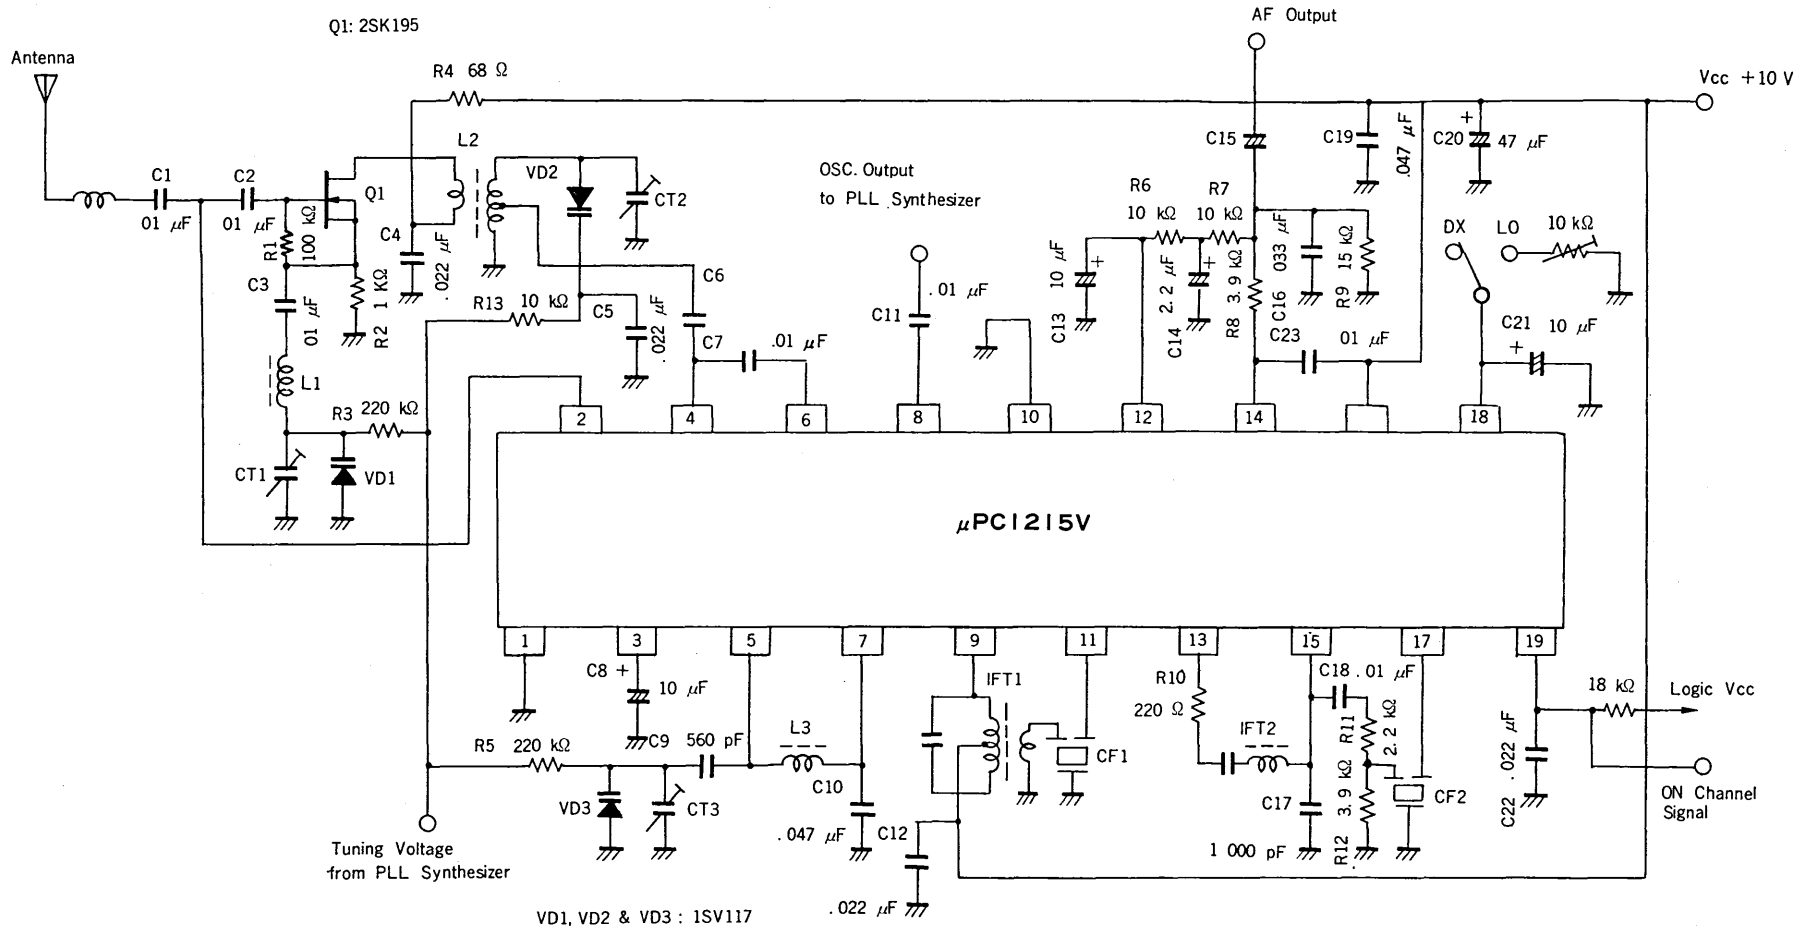 Q1: 2SK195
AF Output
Antenna
R4 68 Ω
Vcc +10 V
C15
C19
.047 μF
C20
+
47 μF
L2
VD2
CT2
OSC. Output
to PLL Synthesizer
C1
C2
Q1
01 μF
01 μF
R1
100 kΩ
C4
.022 μF
R6
R7
10 kΩ
10 kΩ
DX
LO
10 kΩ
C3
01 μF
R2 1 KΩ
R13 10 kΩ
C5
.022 μF
C6
C7
.01 μF
C11
.01 μF
C13
10 μF
+
C14
2.2 μF
+
R8 3.9 kΩ
C16
033 μF
R9 15 kΩ
C23 01 μF
C21 10 μF
+
L1
R3 220 kΩ
CT1
VD1
2
4
6
8
10
12
14
18
μPC1215V
1
3
5
7
9
11
13
15
17
19
C8 +
10 μF
R5 220 kΩ
C9 560 pF
L3
C10
VD3
CT3
.047 μF
IFT1
CF1
C12
.022 μF
R10
220 Ω
IFT2
C18 .01 μF
R11
2.2 kΩ
C17
1 000 pF
R12 3.9 kΩ
CF2
C22 .022 μF
18 kΩ
Logic Vcc
ON Channel
Signal
Tuning Voltage
from PLL Synthesizer
VD1, VD2 & VD3 : 1SV117